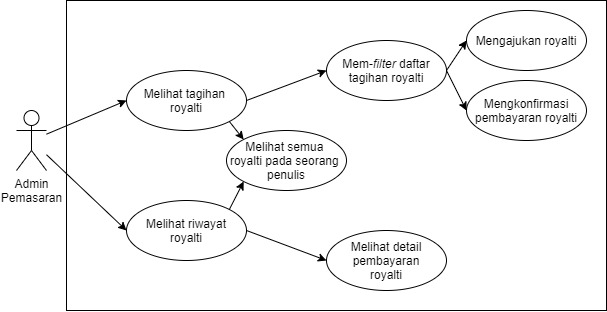 Mengajukan royalti
Mem-filter daftar
tagihan royalti
Melihat tagihan
royalti
Mengkonfirmasi
pembayaran royalti
Melihat semua
royalti pada seorang
penulis
Admin
Pemasaran
Melihat riwayat
royalti
Melihat detail
pembayaran
royalti